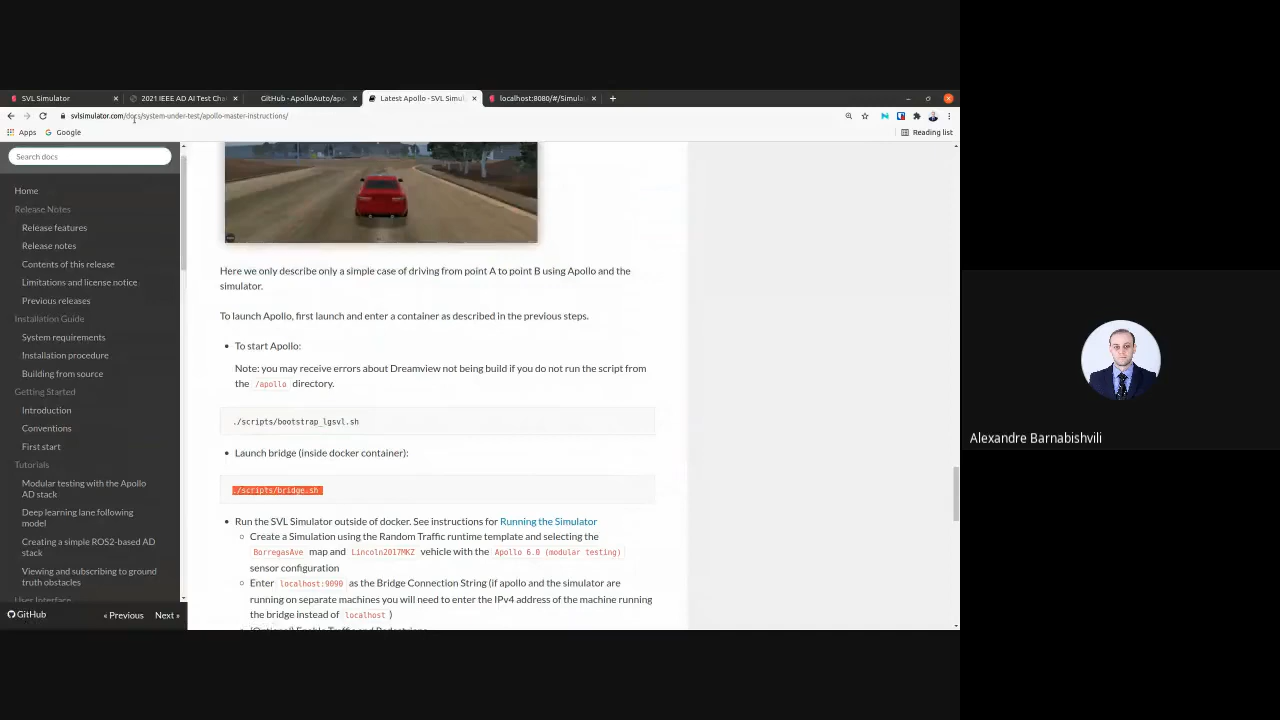 SVL Simulator
2021 IEEE AD AI Test Cha
GitHub - ApolloAuto/apo
Latest Apollo - SVL Simula
localhost:8080/#/Simula
svlsimulator.com/docs/system-under-test/apollo-master-instructions/
Apps
Google
Reading list
Search docs
Home
Release Notes
Release features
Release notes
Contents of this release
Limitations and license notice
Previous releases
Installation Guide
System requirements
Installation procedure
Building from source
Getting Started
Introduction
Conventions
First start
Tutorials
Modular testing with the Apollo
AD stack
Deep learning lane following
model
Creating a simple ROS2-based AD
stack
Viewing and subscribing to ground
truth obstacles
User Interface
GitHub
« Previous
Next »
Here we only describe only a simple case of driving from point A to point B using Apollo and the
simulator.
To launch Apollo, first launch and enter a container as described in the previous steps.
To start Apollo:
Note: you may receive errors about Dreamview not being build if you do not run the script from
the /apollo directory.
./scripts/bootstrap_lgsvl.sh
Launch bridge (inside docker container):
./scripts/bridge.sh
Run the SVL Simulator outside of docker. See instructions for Running the Simulator
Create a Simulation using the Random Traffic runtime template and selecting the
BorregasAve map and Lincoln2017MKZ vehicle with the Apollo 6.0 (modular testing)
sensor configuration
Enter localhost:9090 as the Bridge Connection String (if apollo and the simulator are
running on separate machines you will need to enter the IPv4 address of the machine running
the bridge instead of localhost )
(Optional) Enable Traffic and Pedestrians
Alexandre Barnabishvili